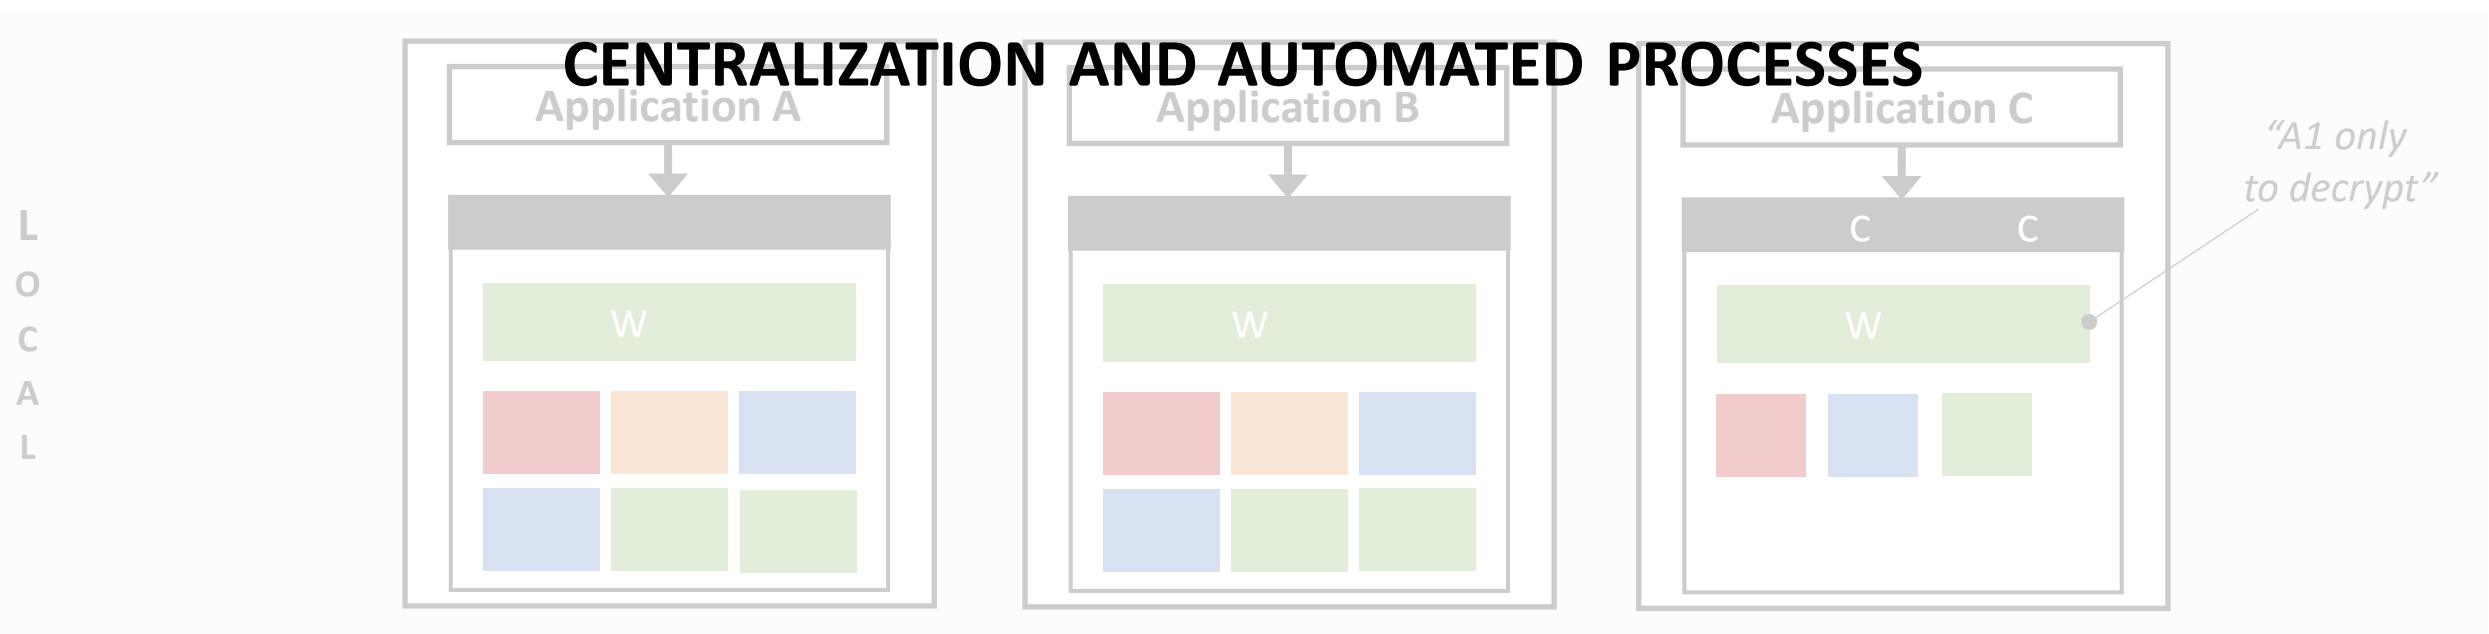 CENTRALIZATION AND AUTOMATED PROCESSES
Application A
Application B
Application C
“A1 only
to decrypt”
L
O
C
A
L
C C
W
W
W